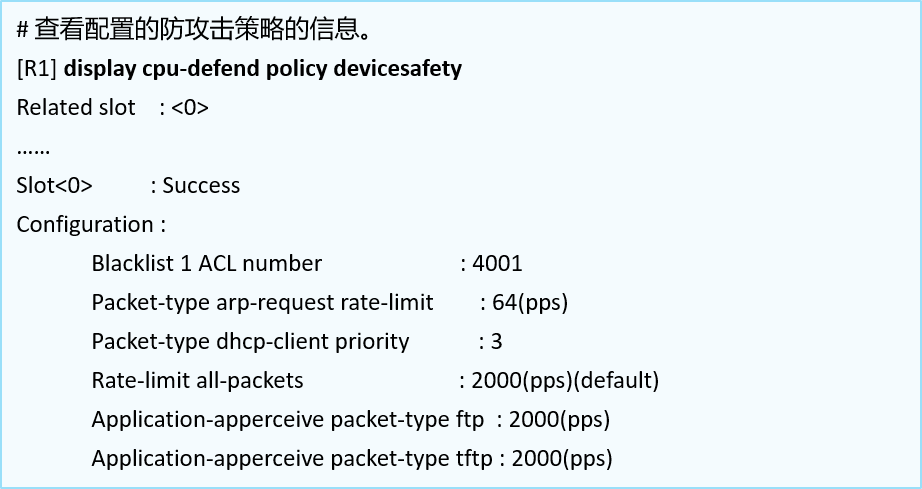 # 查看配置的防攻击策略的信息。
[R1] display cpu-defend policy devicesafety
Related slot : <0>
……
Slot<0> : Success
Configuration :
Blacklist 1 ACL number : 4001
Packet-type arp-request rate-limit : 64(pps)
Packet-type dhcp-client priority : 3
Rate-limit all-packets : 2000(pps)(default)
Application-apperceive packet-type ftp : 2000(pps)
Application-apperceive packet-type tftp : 2000(pps)